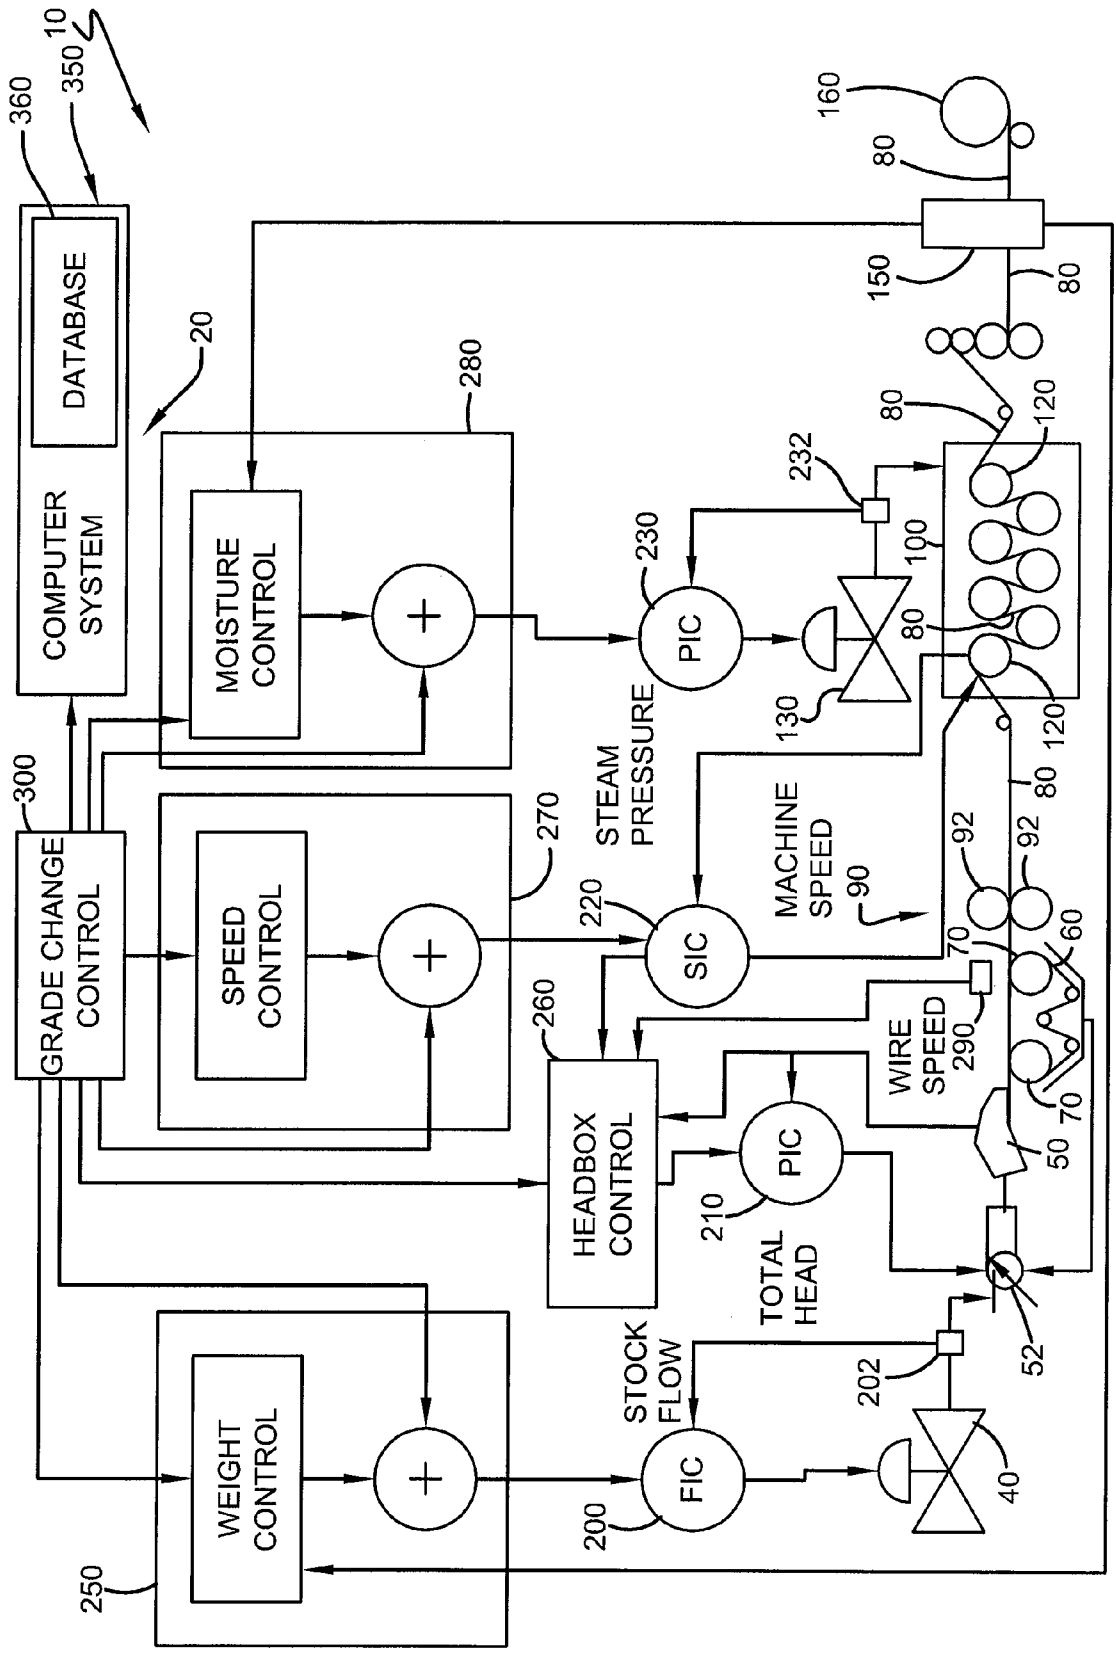 10
350
360
COMPUTER
SYSTEM
DATABASE
20
300
GRADE CHANGE
CONTROL
250
WEIGHT
CONTROL
+
SPEED
CONTROL
+
270
MOISTURE
CONTROL
+
280
260
HEADBOX
CONTROL
200
FIC
STOCK
FLOW
210
PIC
TOTAL
HEAD
220
SIC
MACHINE
SPEED
90
WIRE
SPEED
290
STEAM
PRESSURE
230
PIC
232
130
202
40
52
50
70
70
60
92
92
80
120
80
100
120
80
80
150
80
160